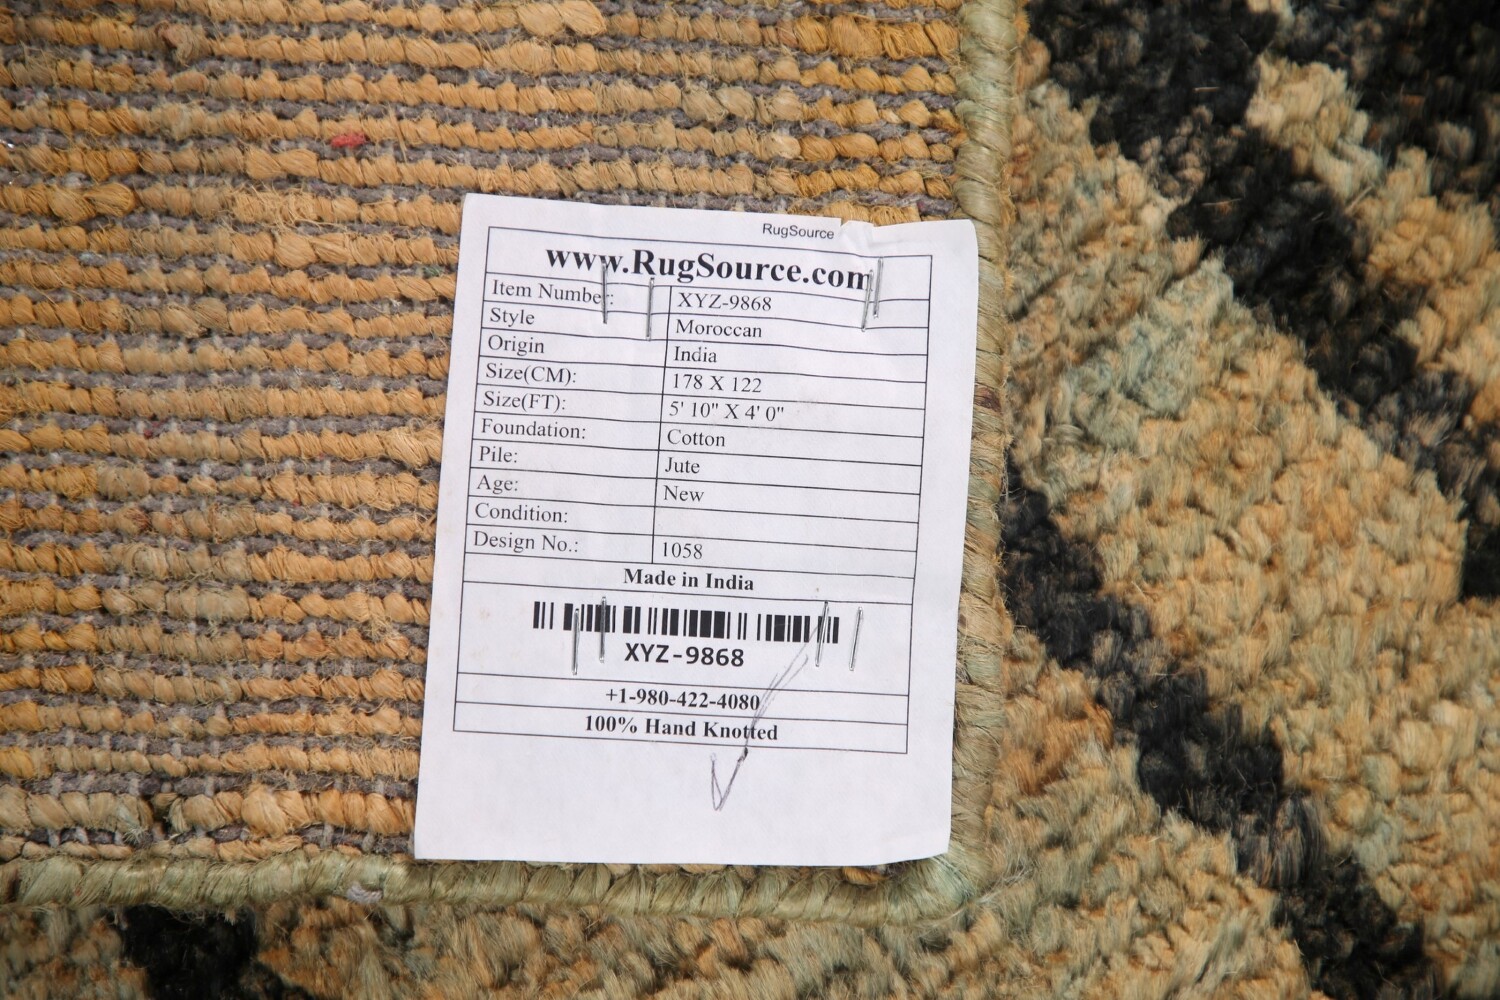 RugSource
www.RugSource.com
Item Number: XYZ-9868
Style Moroccan
Origin India
Size(CM): 178 X 122
Size(FT): 5' 10" X 4' 0"
Foundation: Cotton
Pile: Jute
Age: New
Condition:
Design No.: 1058
Made in India
XYZ-9868
+1-980-422-4080
100% Hand Knotted